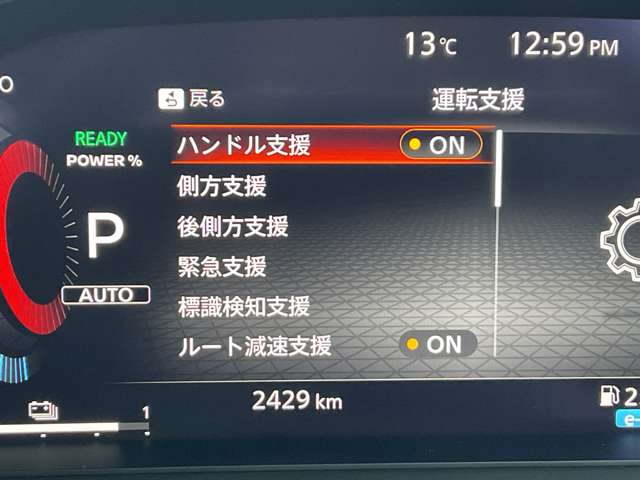 13℃ 12:59 PM
戻る 運転支援
READY
POWER %
P
AUTO
ハンドル支援 ON
側方支援
後側方支援
緊急支援
標識検知支援
ルート減速支援 ON
2429 km
1